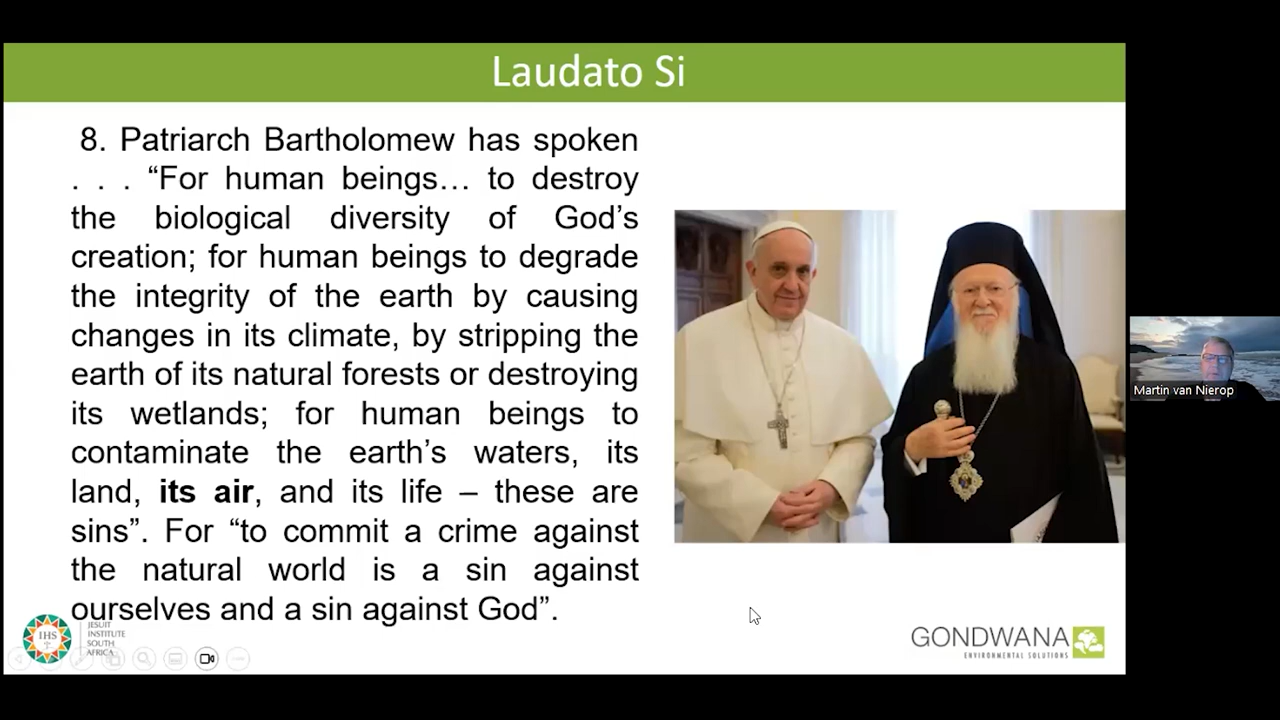 Laudato Si
8. Patriarch Bartholomew has spoken
. . . “For human beings… to destroy
the biological diversity of God’s
creation; for human beings to degrade
the integrity of the earth by causing
changes in its climate, by stripping the
earth of its natural forests or destroying
its wetlands; for human beings to
contaminate the earth’s waters, its
land, its air, and its life – these are
sins”. For “to commit a crime against
the natural world is a sin against
ourselves and a sin against God”.
Martin van Nierop
IHS
JESUIT
INSTITUTE
SOUTH
AFRICA
GONDWANA
ENVIRONMENTAL SOLUTIONS